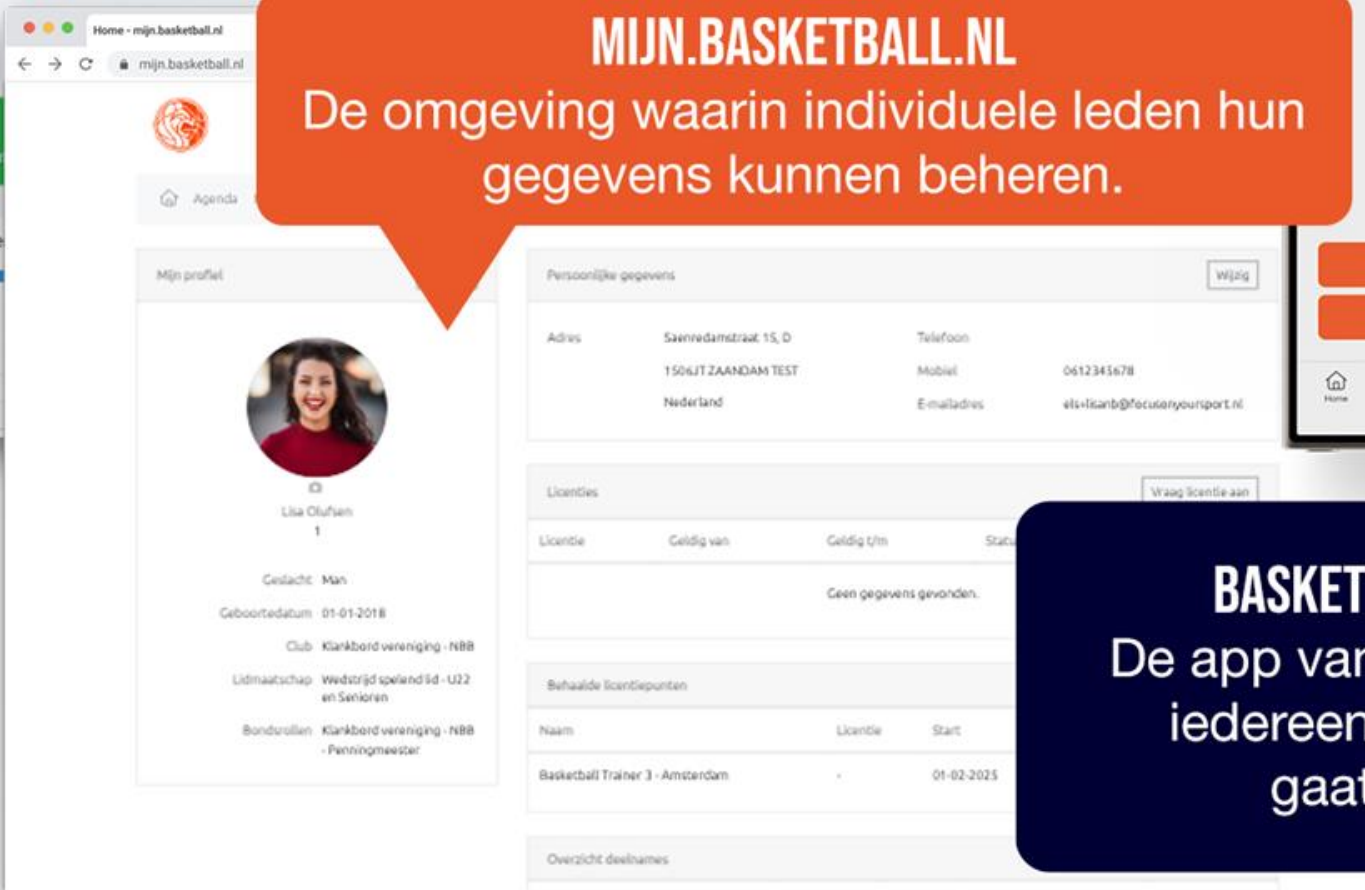 Home - mijn.basketball.nl
mijn.basketball.nl
MIJN.BASKETBALL.NL
De omgeving waarin individuele leden hun
gegevens kunnen beheren.
Agenda
Mijn profiel
Lisa Olufsen
1
Geslacht Man
Geboortedatum 01-01-2018
Club Klankbord vereniging - NBB
Lidmaatschap Wedstrijd spelend lid - U22
en Senioren
Bondsrollen Klankbord vereniging - NBB
- Penningmeester
Persoonlijke gegevens Wijzig
Adres Saenredamstraat 15, D Telefoon
1506JT ZAANDAM TEST Mobiel 0612345678
Nederland E-mailadres els+lisanb@focusonyoursport.nl
Licenties Vraag licentie aan
Licentie Geldig van Geldig t/m Statu
Geen gegevens gevonden.
Behaalde licentiepunten
Naam Licentie Start
Basketball Trainer 3 - Amsterdam - 01-02-2025
Overzicht deelnames
Home
BASKET
De app var
iedereen
gaat